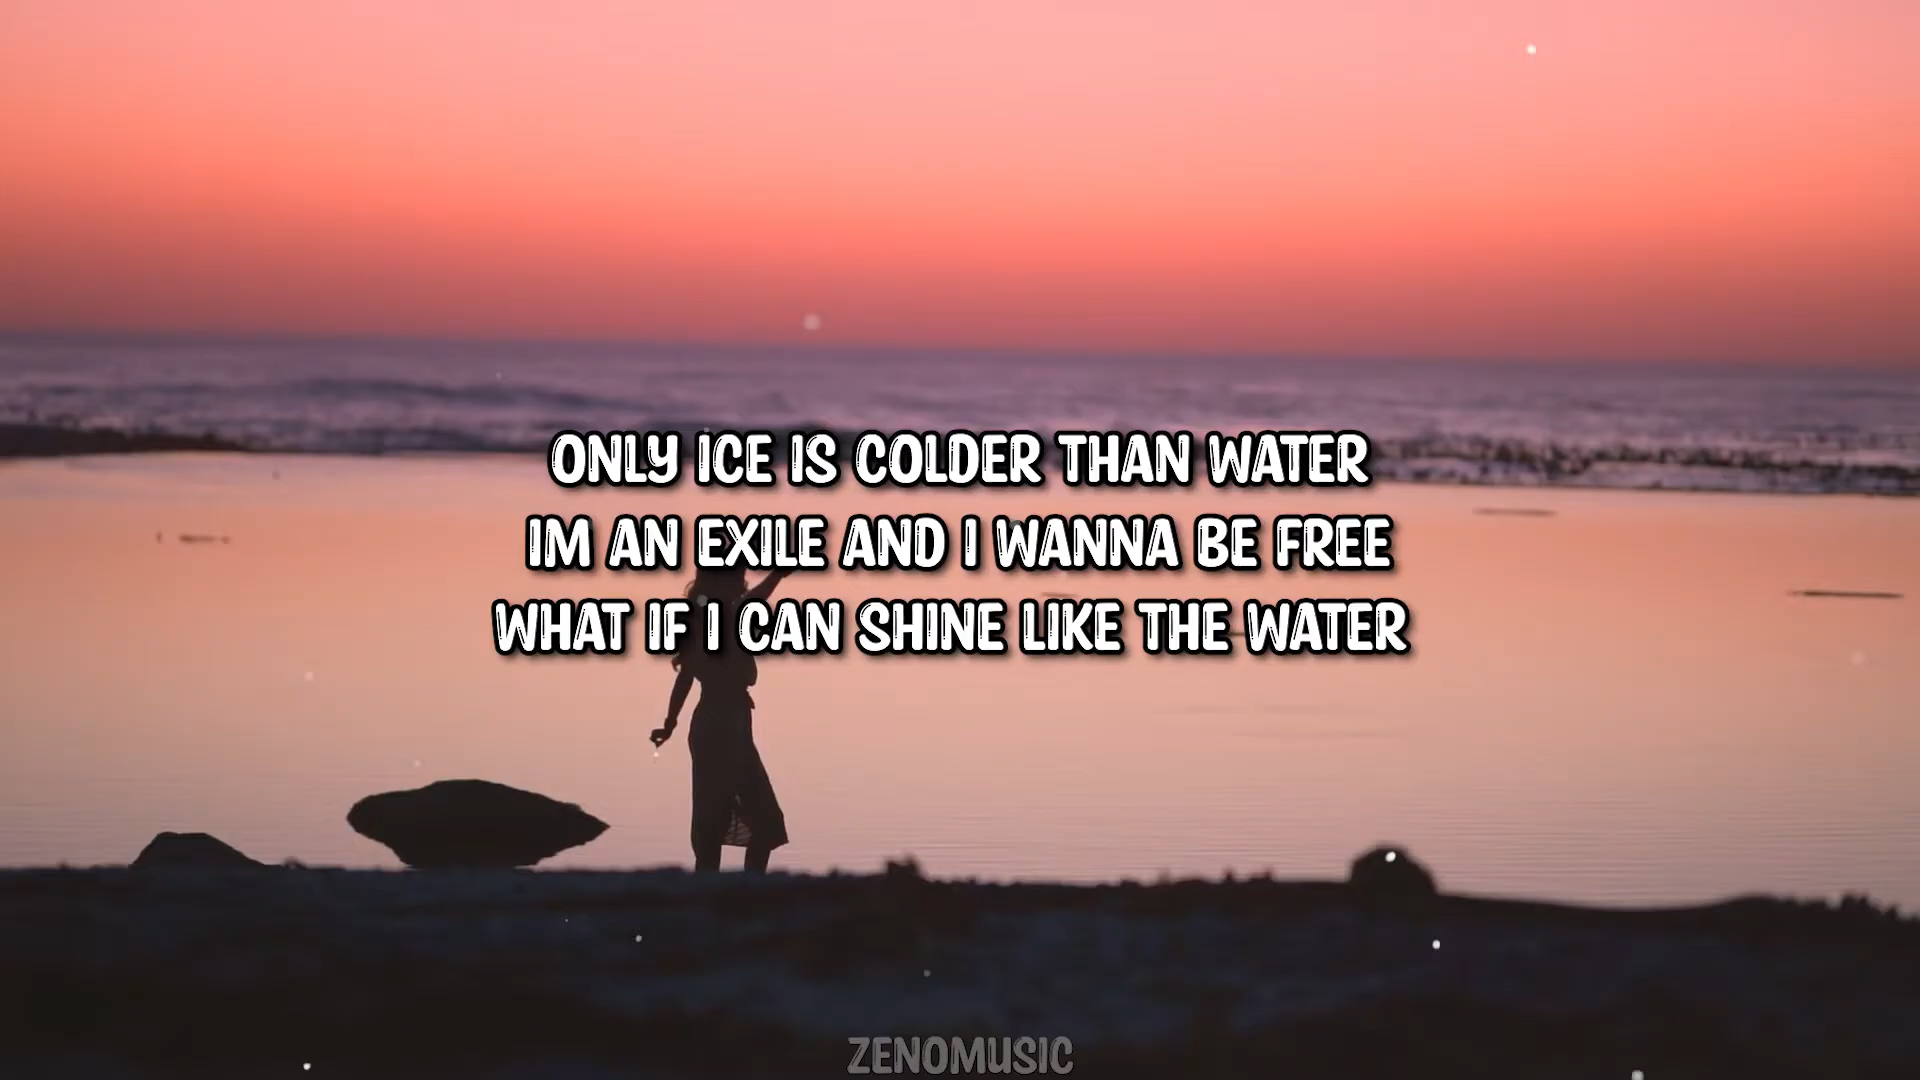 ONLY ICE IS COLDER THAN WATER
IM AN EXILE AND I WANNA BE FREE
WHAT IF I CAN SHINE LIKE THE WATER
ZENOMUSIC